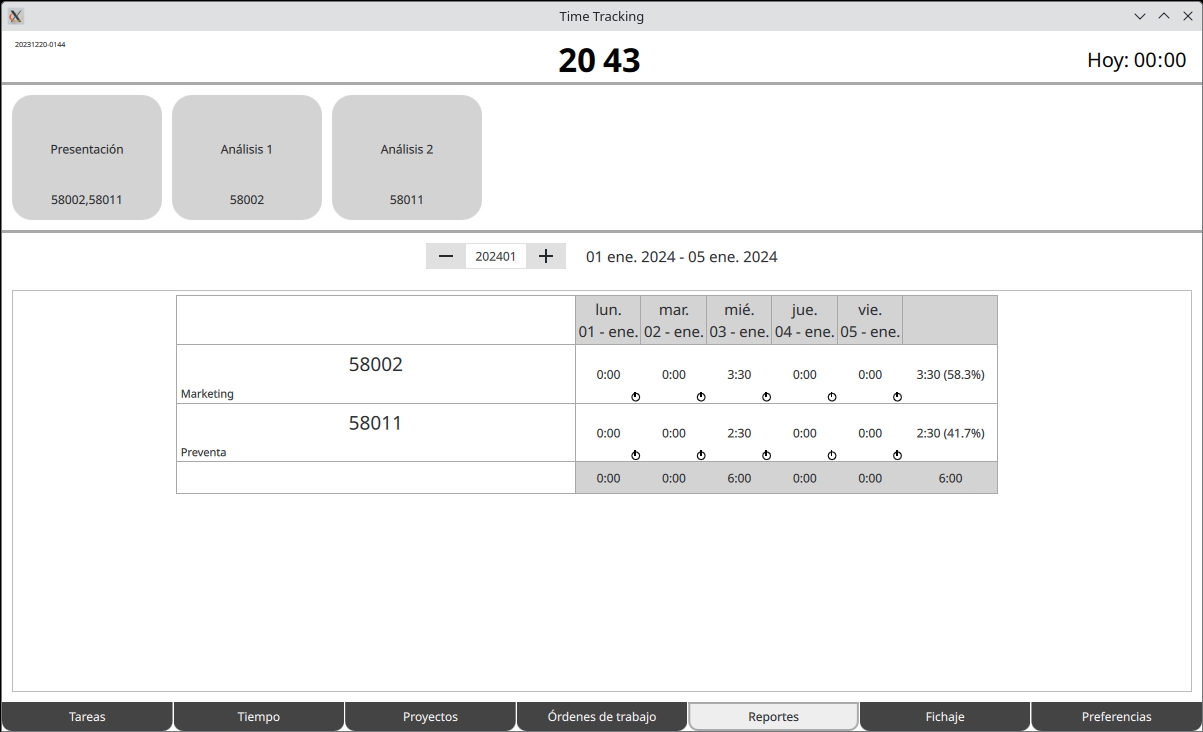 Time Tracking
20231220-0144
20 43
Hoy: 00:00
Presentación
58002,58011
Análisis 1
58002
Análisis 2
58011
202401
01 ene. 2024 - 05 ene. 2024
lun. mar. mié. jue. vie.
01 - ene. 02 - ene. 03 - ene. 04 - ene. 05 - ene.
58002
Marketing
0:00 0:00 3:30 0:00 0:00 3:30 (58.3%)
58011
Preventa
0:00 0:00 2:30 0:00 0:00 2:30 (41.7%)
0:00 0:00 6:00 0:00 0:00 6:00
Tareas Tiempo Proyectos Órdenes de trabajo Reportes Fichaje Preferencias